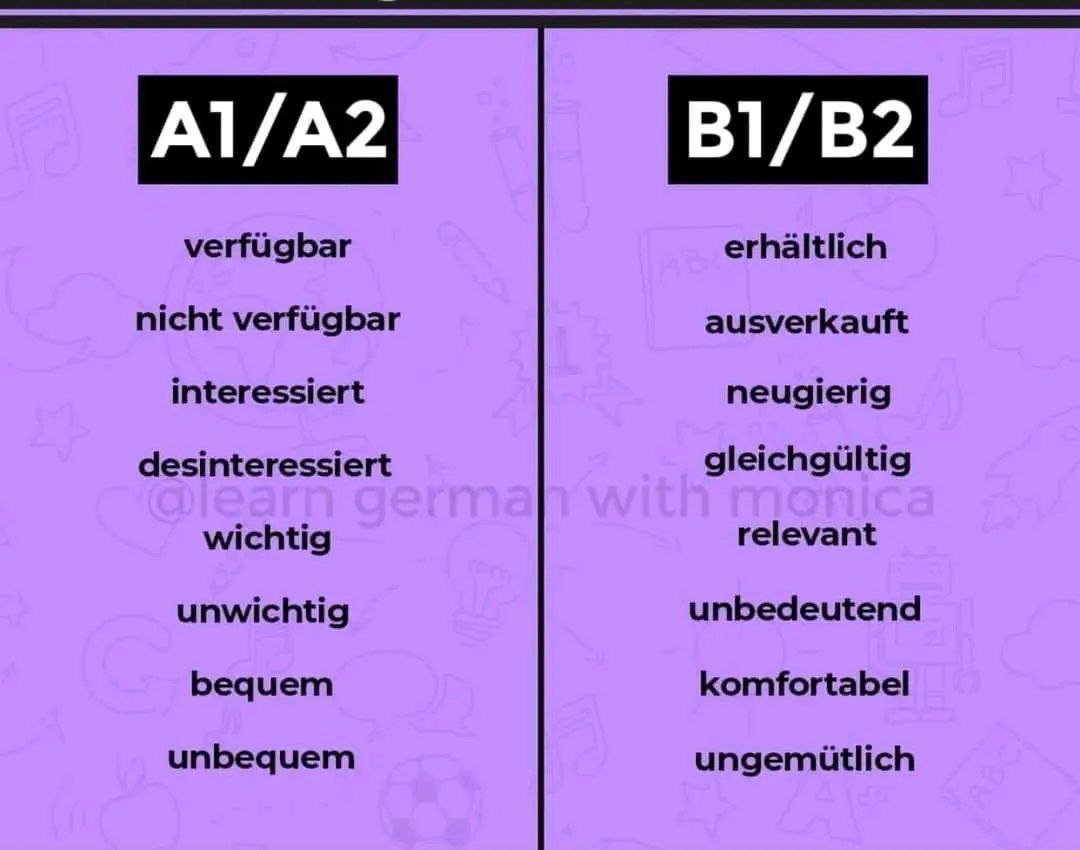 A1/A2
verfügbar
nicht verfügbar
interessiert
desinteressiert
wichtig
unwichtig
bequem
unbequem
B1/B2
erhältlich
ausverkauft
neugierig
gleichgültig
relevant
unbedeutend
komfortabel
ungemütlich
@learn german with monica